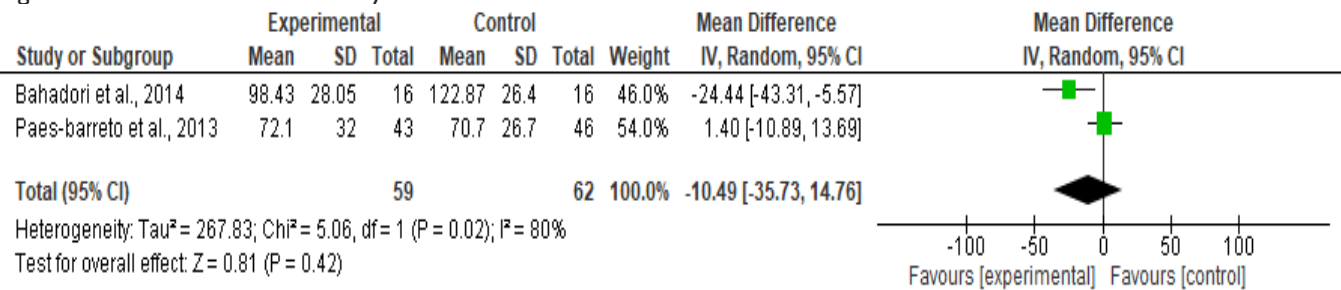 Experimental Control Mean Difference Mean Difference
Study or Subgroup Mean SD Total Mean SD Total Weight IV, Random, 95% CI IV, Random, 95% CI
Bahadori et al., 2014 98.43 28.05 16 122.87 26.4 16 46.0% -24.44 [-43.31, -5.57]
Paes-barreto et al., 2013 72.1 32 43 70.7 26.7 46 54.0% 1.40 [-10.89, 13.69]
Total (95% CI) 59 62 100.0% -10.49 [-35.73, 14.76]
Heterogeneity: Tau² = 267.83; Chi² = 5.06, df = 1 (P = 0.02); I² = 80%
Test for overall effect: Z = 0.81 (P = 0.42)
-100 -50 0 50 100
Favours [experimental] Favours [control]